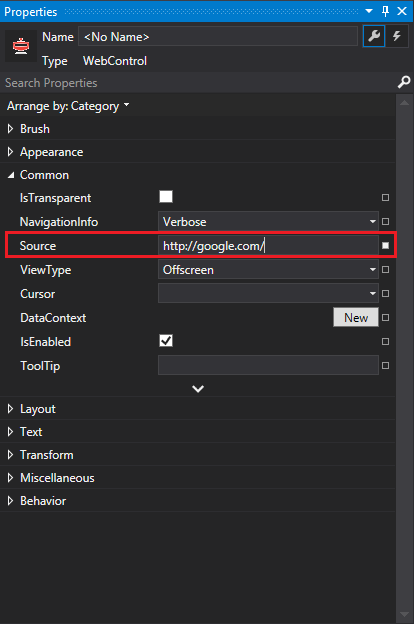 Properties
Name <No Name>
Type WebControl
Search Properties
Arrange by: Category
Brush
Appearance
Common
IsTransparent
NavigationInfo Verbose
Source http://google.com/
ViewType Offscreen
Cursor
DataContext New
IsEnabled
ToolTip
Layout
Text
Transform
Miscellaneous
Behavior